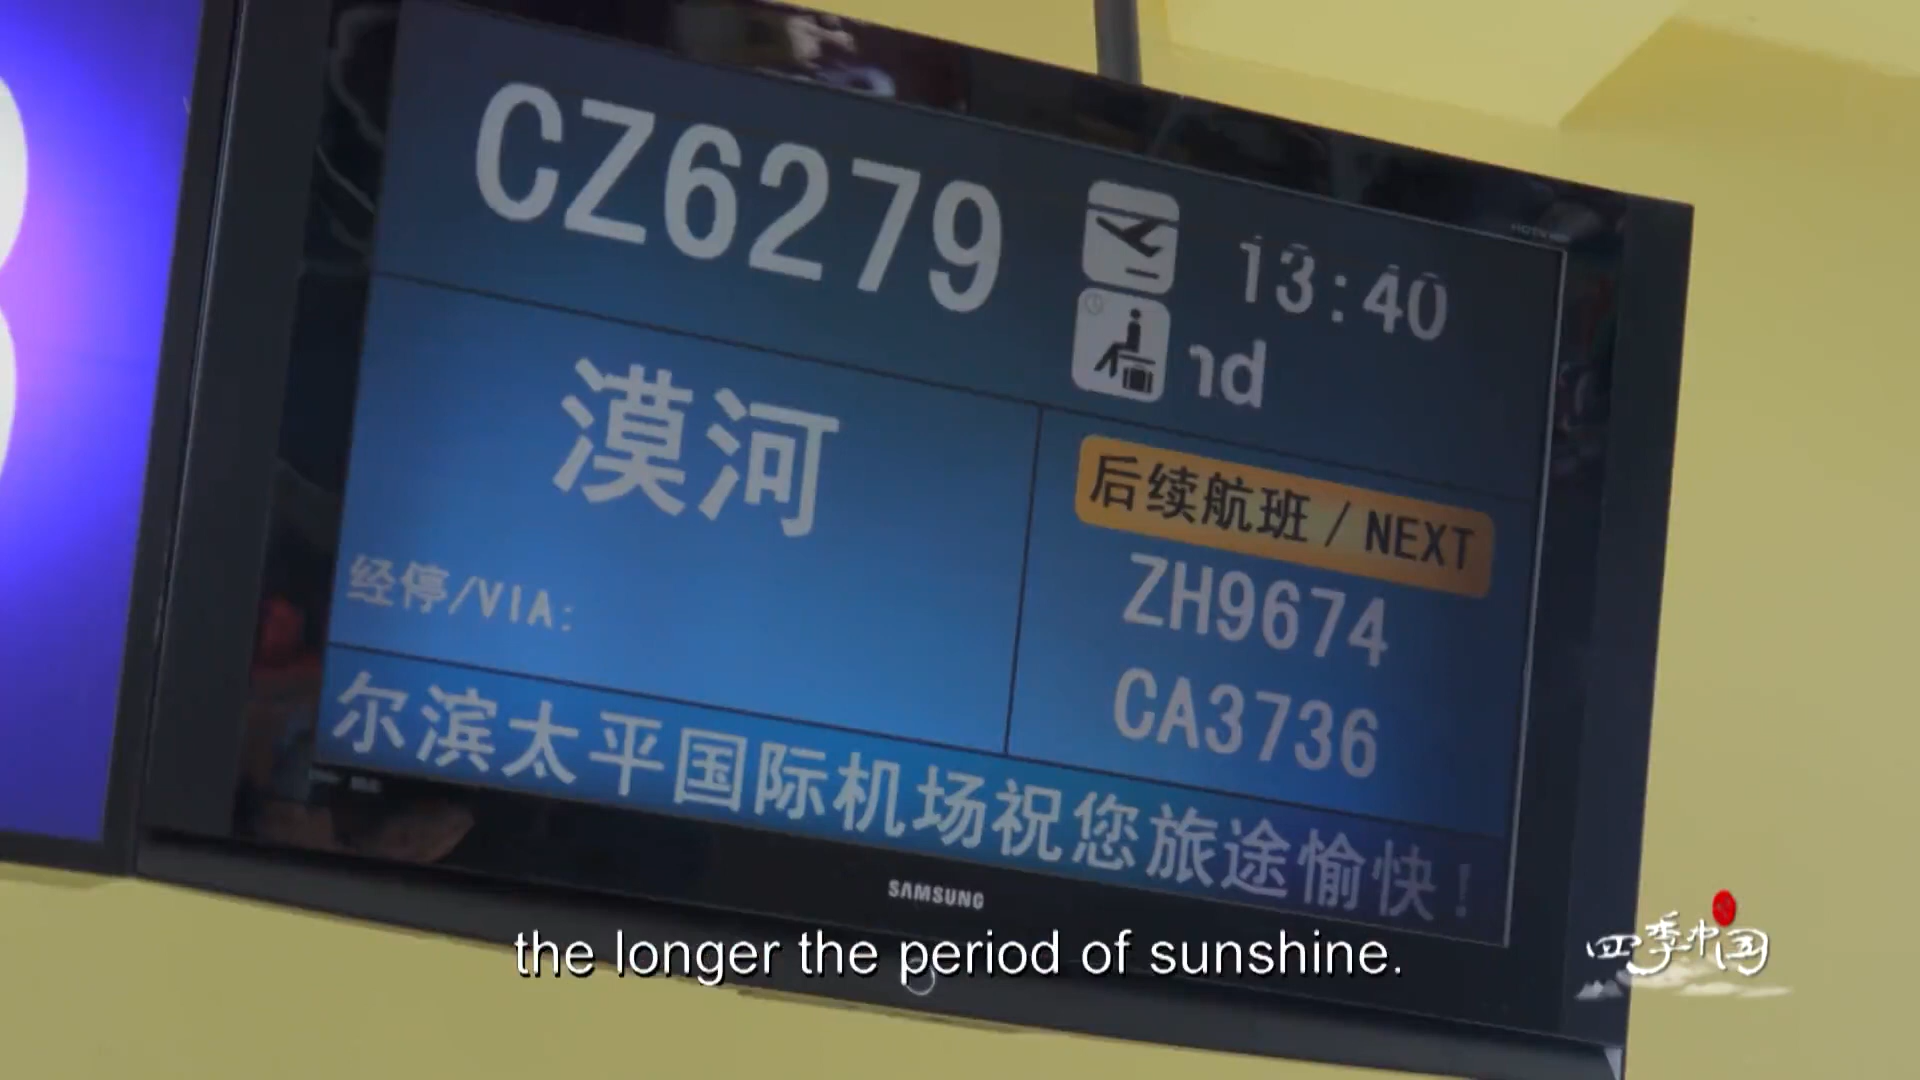 CZ6279
13:40
nd
漠河
后续航班 / NEXT
ZH9674
CA3736
经停/VIA:
尔滨太平国际机场祝您旅途愉快!
SAMSUNG
the longer the period of sunshine.
四季中国